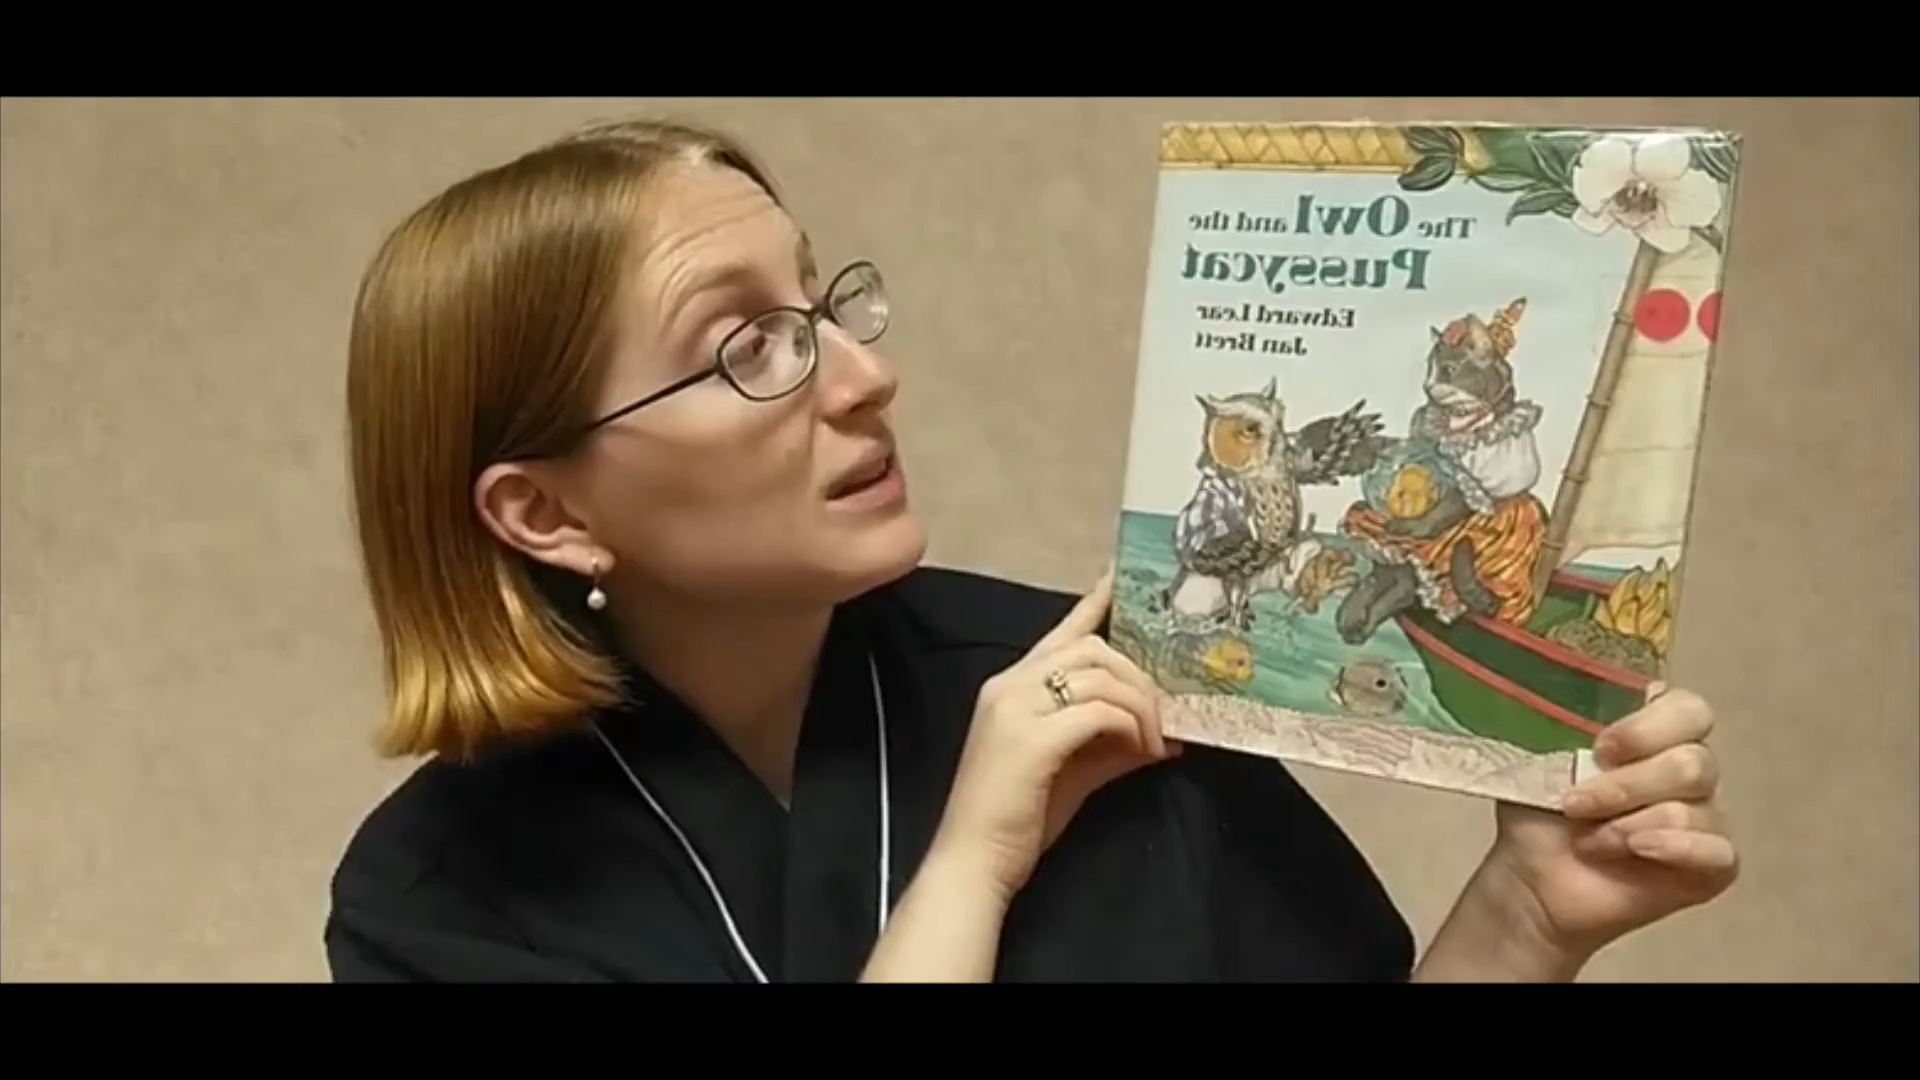 The Owl and the
Pussycat
Edward Lear
Jan Brett